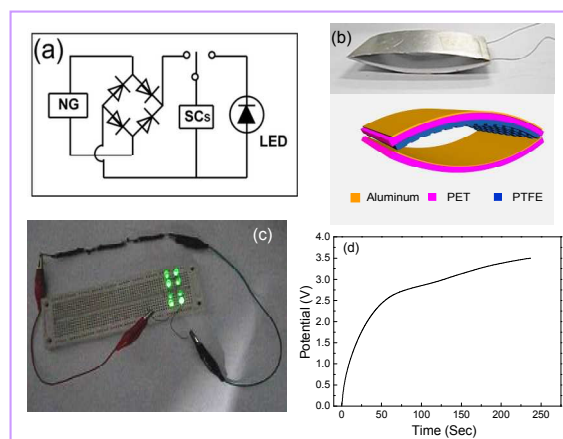 (a)
NG
SCs
LED
(b)
Aluminum PET PTFE
(c)
(d)
Potential (V)
4.0
3.5
3.0
2.5
2.0
1.5
1.0
0.5
0.0
0 50 100 150 200 250
Time (Sec)